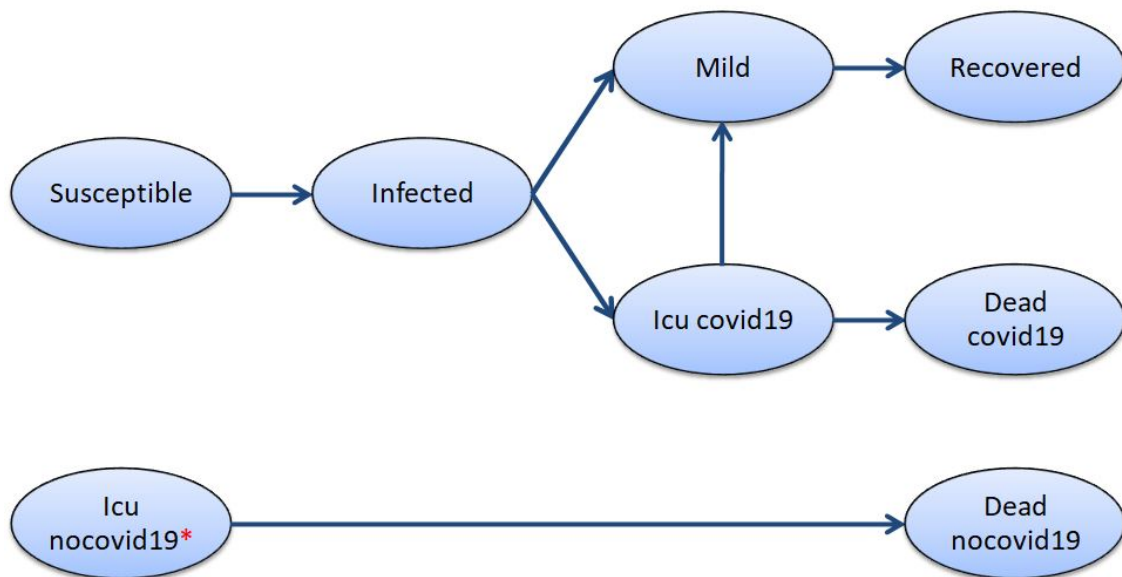 Mild
Recovered
Susceptible
Infected
Icu covid19
Dead
covid19
Icu
nocovid19*
Dead
nocovid19